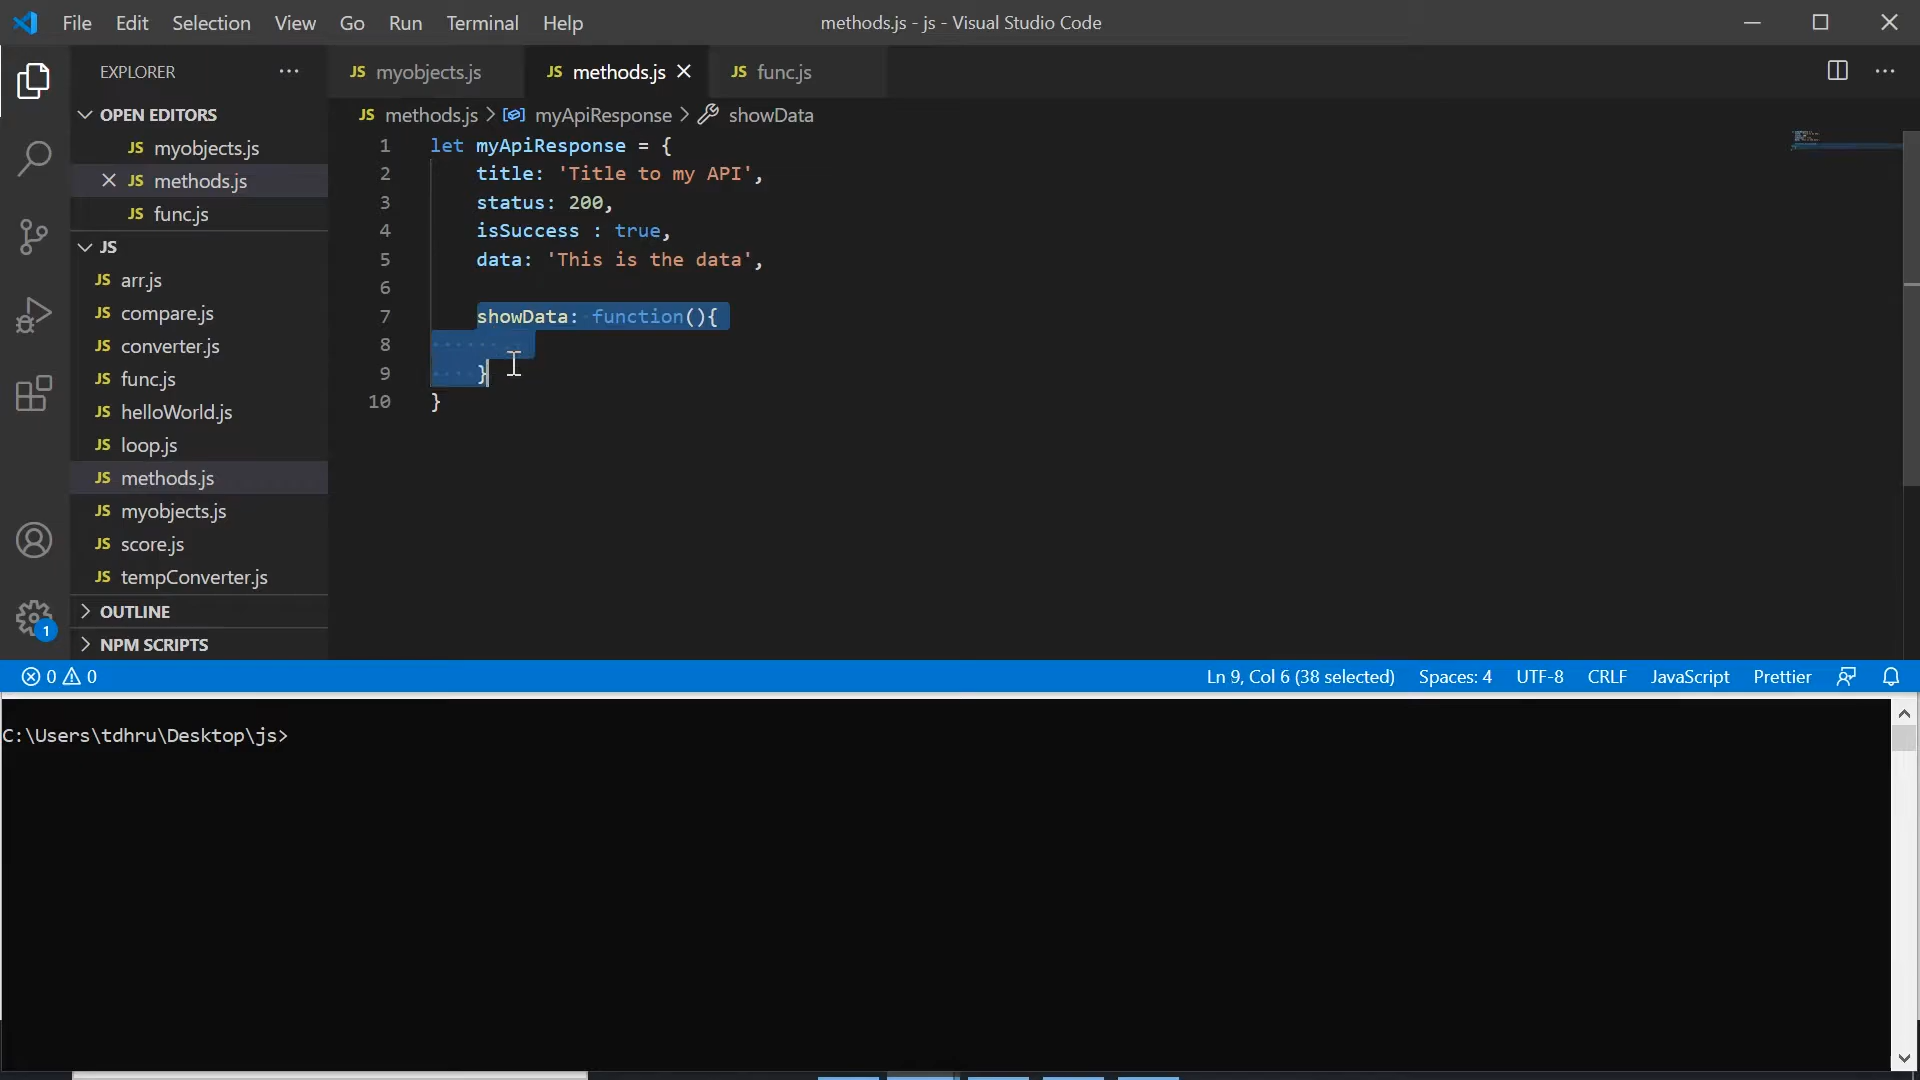 File Edit Selection View Go Run Terminal Help methods.js - js - Visual Studio Code
EXPLORER ...
JS myobjects.js JS methods.js JS func.js
OPEN EDITORS
JS myobjects.js
JS methods.js
JS func.js
JS
JS arr.js
JS compare.js
JS converter.js
JS func.js
JS helloWorld.js
JS loop.js
JS methods.js
JS myobjects.js
JS score.js
JS tempConverter.js
OUTLINE
NPM SCRIPTS
1
JS methods.js > myApiResponse > showData
1 let myApiResponse = {
2 title: 'Title to my API',
3 status: 200,
4 isSuccess : true,
5 data: 'This is the data',
6
7 showData: function(){
8
9 }
10 }
0 0 Ln 9, Col 6 (38 selected) Spaces: 4 UTF-8 CRLF JavaScript Prettier
C:\Users\tdhru\Desktop\js>